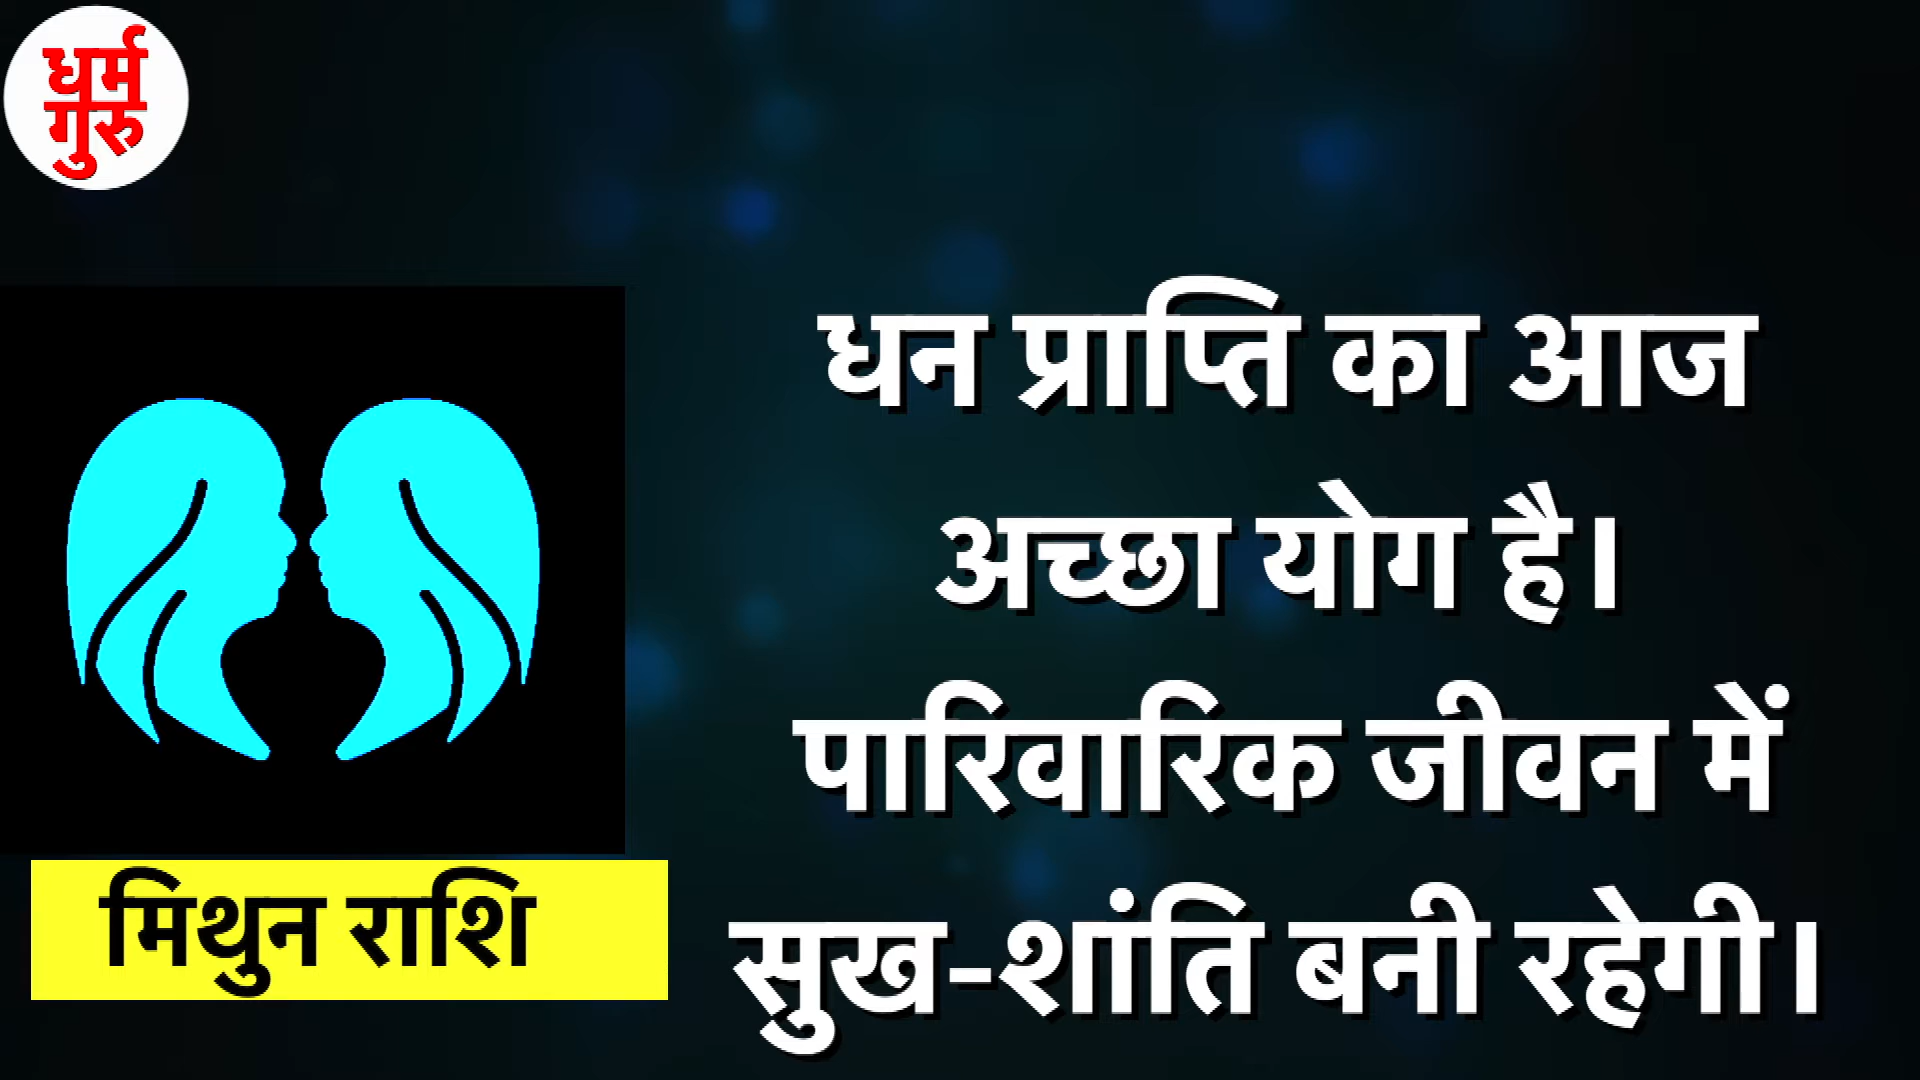 धर्म
गुरु
धन प्राप्ति का आज
अच्छा योग है।
पारिवारिक जीवन में
सुख-शांति बनी रहेगी।
मिथुन राशि